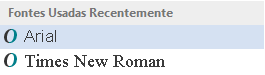 Fontes Usadas Recentemente
O Arial
O Times New Roman